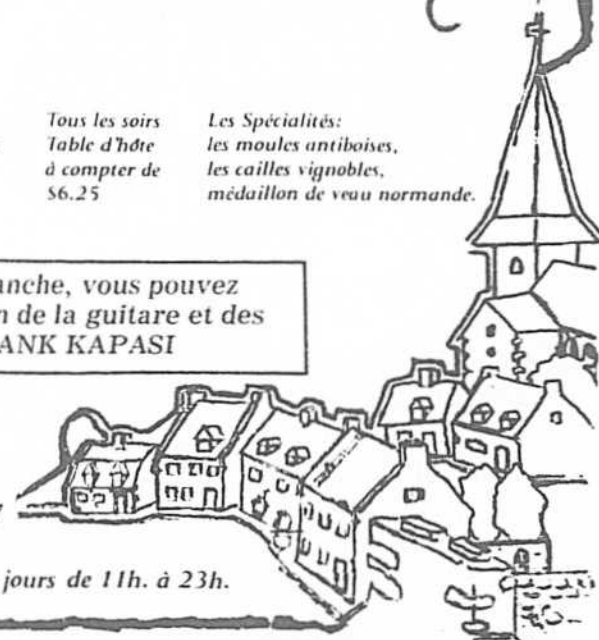 Tous les soirs
Table d'hôte
à compter de
$6.25
Les Spécialités:
les moules antiboises,
les cailles vignobles,
médaillon de veau normande.
anche, vous pouvez
n de la guitare et des
ANK KAPASI
jours de 11h. à 23h.